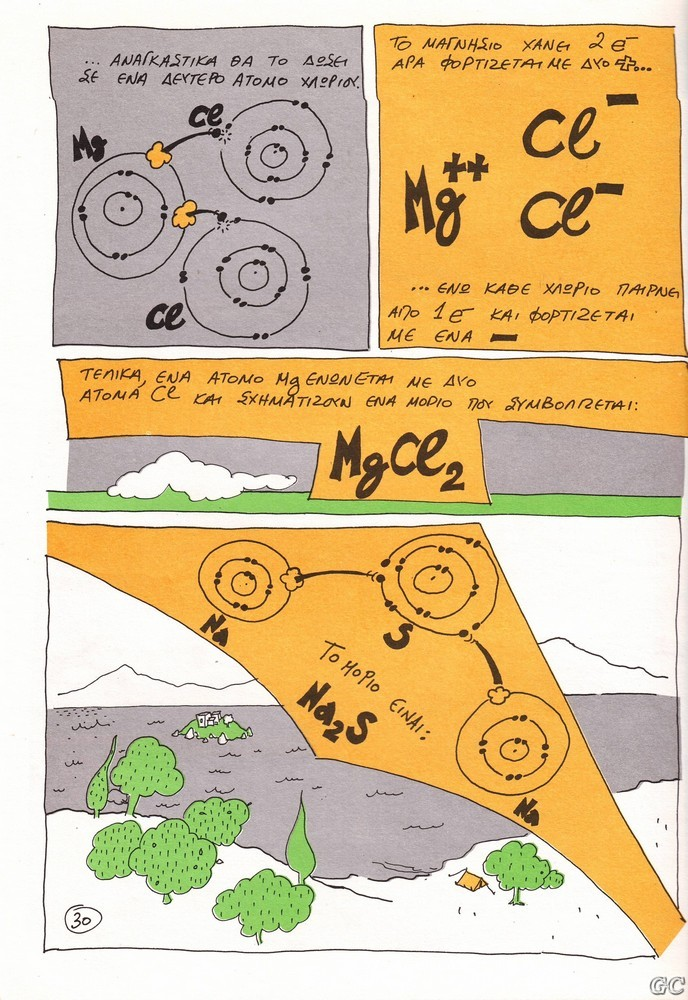 ... ΑΝΑΓΚΑΣΤΙΚΑ ΘΑ ΤΟ ΔΩΣΕΙ
ΣΕ ΕΝΑ ΔΕΥΤΕΡΟ ΑΤΟΜΟ ΧΛΩΡΙΟΥ.
Cl
Mg
Cl
ΤΟ ΜΑΓΝΗΣΙΟ ΧΑΝΕΙ 2 e̅
ΑΡΑ ΦΟΡΤΙΖΕΤΑΙ ΜΕ ΔΥΟ +...
Cl⁻
Mg⁺⁺
Cl⁻
... ΕΝΩ ΚΑΘΕ ΧΛΩΡΙΟ ΠΑΙΡΝΕΙ
ΑΠΟ 1 e̅ ΚΑΙ ΦΟΡΤΙΖΕΤΑΙ
ΜΕ ΕΝΑ −
ΤΕΛΙΚΑ, ΕΝΑ ΑΤΟΜΟ Mg ΕΝΩΝΕΤΑΙ ΜΕ ΔΥΟ
ΑΤΟΜΑ Cl ΚΑΙ ΣΧΗΜΑΤΙΖΟΥΝ ΕΝΑ ΜΟΡΙΟ ΠΟΥ ΣΥΜΒΟΛΙΖΕΤΑΙ:
MgCl₂
Na
S
ΤΟ ΜΟΡΙΟ ΕΙΝΑΙ:
Na₂S
Na
30
GC